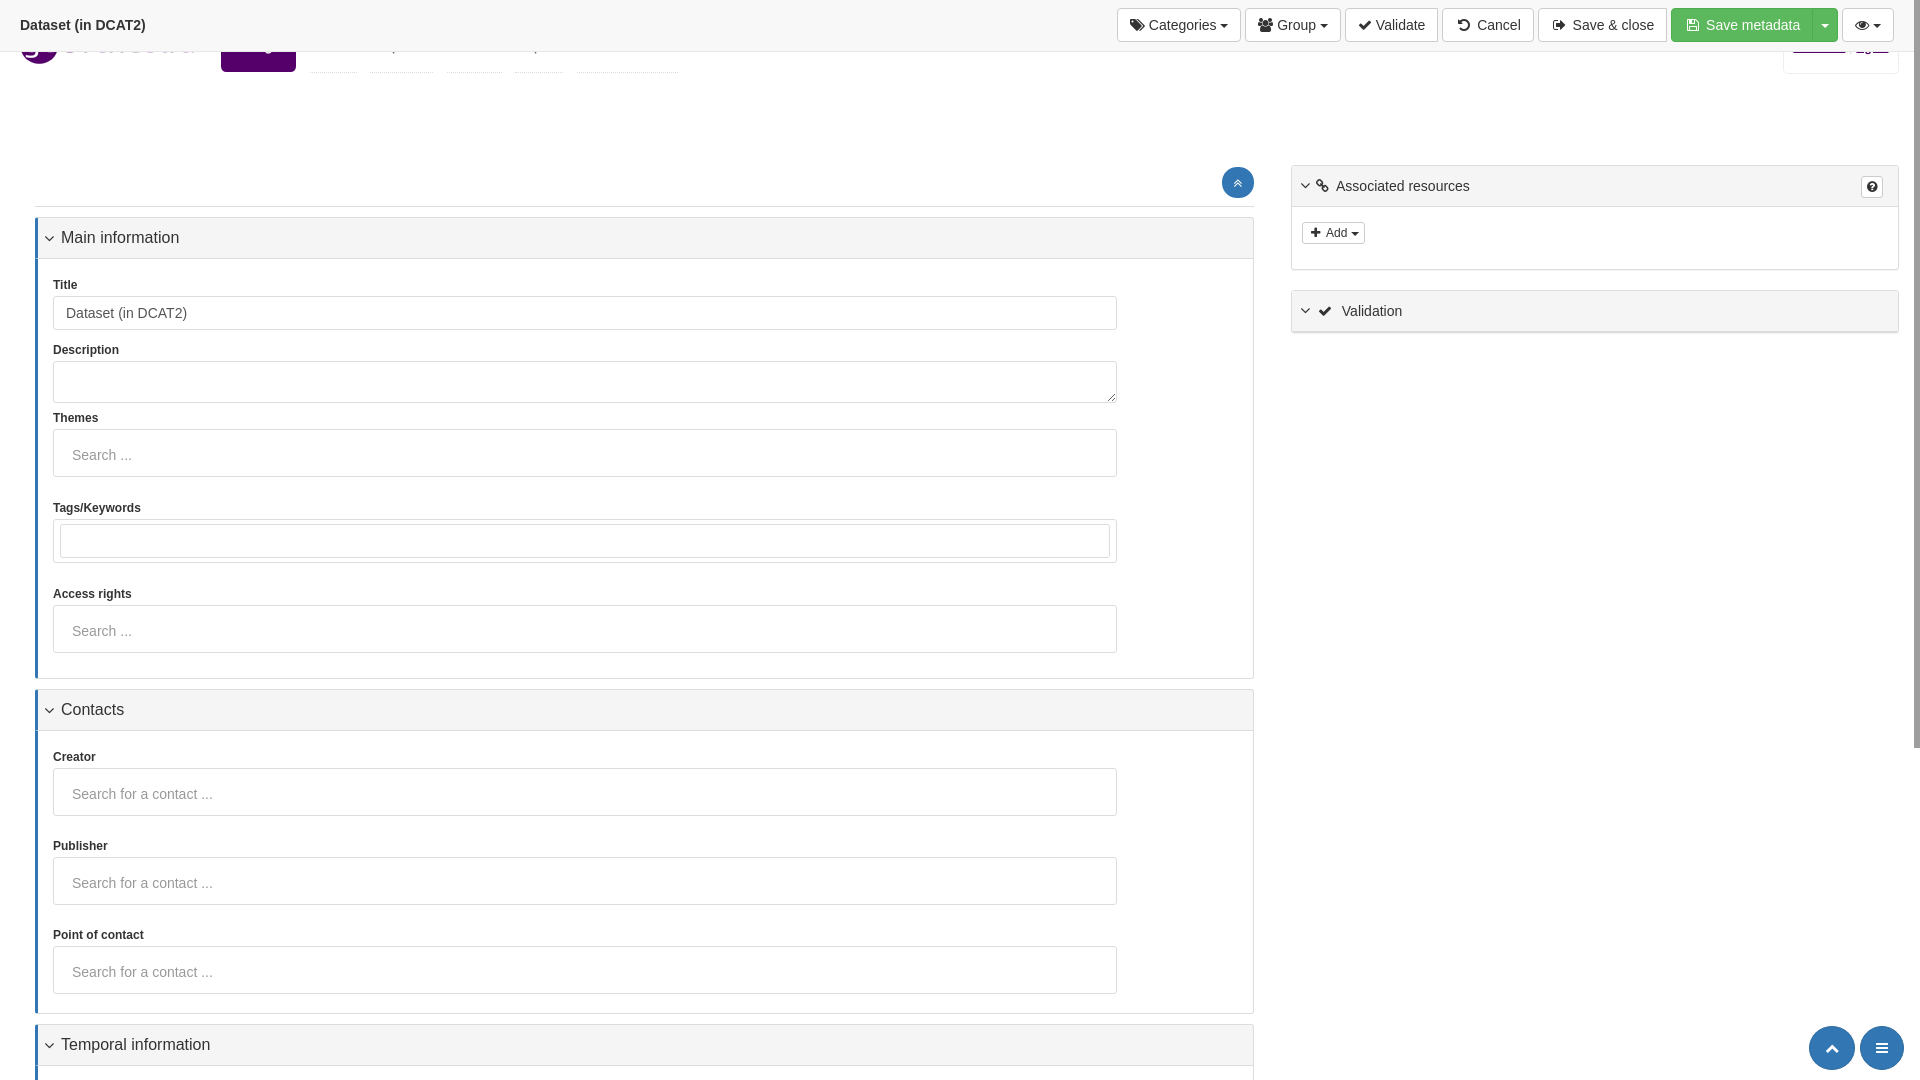 Dataset (in DCAT2)
Categories
Group
Validate
Cancel
Save & close
Save metadata
Associated resources
Add
Validation
Main information
Title
Dataset (in DCAT2)
Description
Themes
Search ...
Tags/Keywords
Access rights
Search ...
Contacts
Creator
Search for a contact ...
Publisher
Search for a contact ...
Point of contact
Search for a contact ...
Temporal information